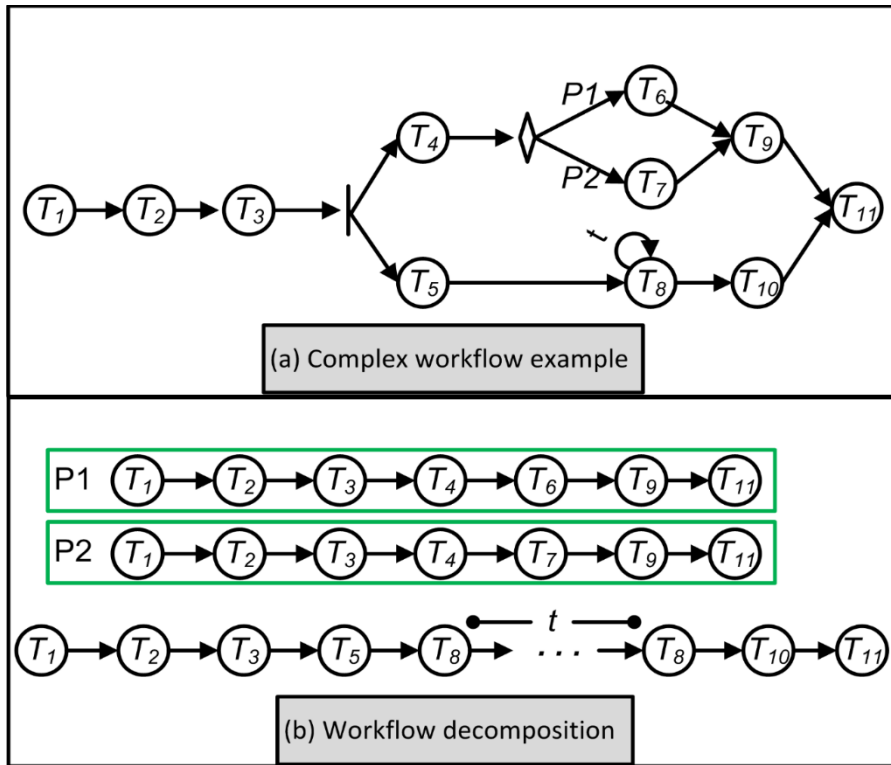 P1
T6
T4
T9
P2
T7
T1
T2
T3
T11
t
T5
T8
T10
(a) Complex workflow example
P1 T1 T2 T3 T4 T6 T9 T11
P2 T1 T2 T3 T4 T7 T9 T11
t
T1 T2 T3 T5 T8 ... T8 T10 T11
(b) Workflow decomposition